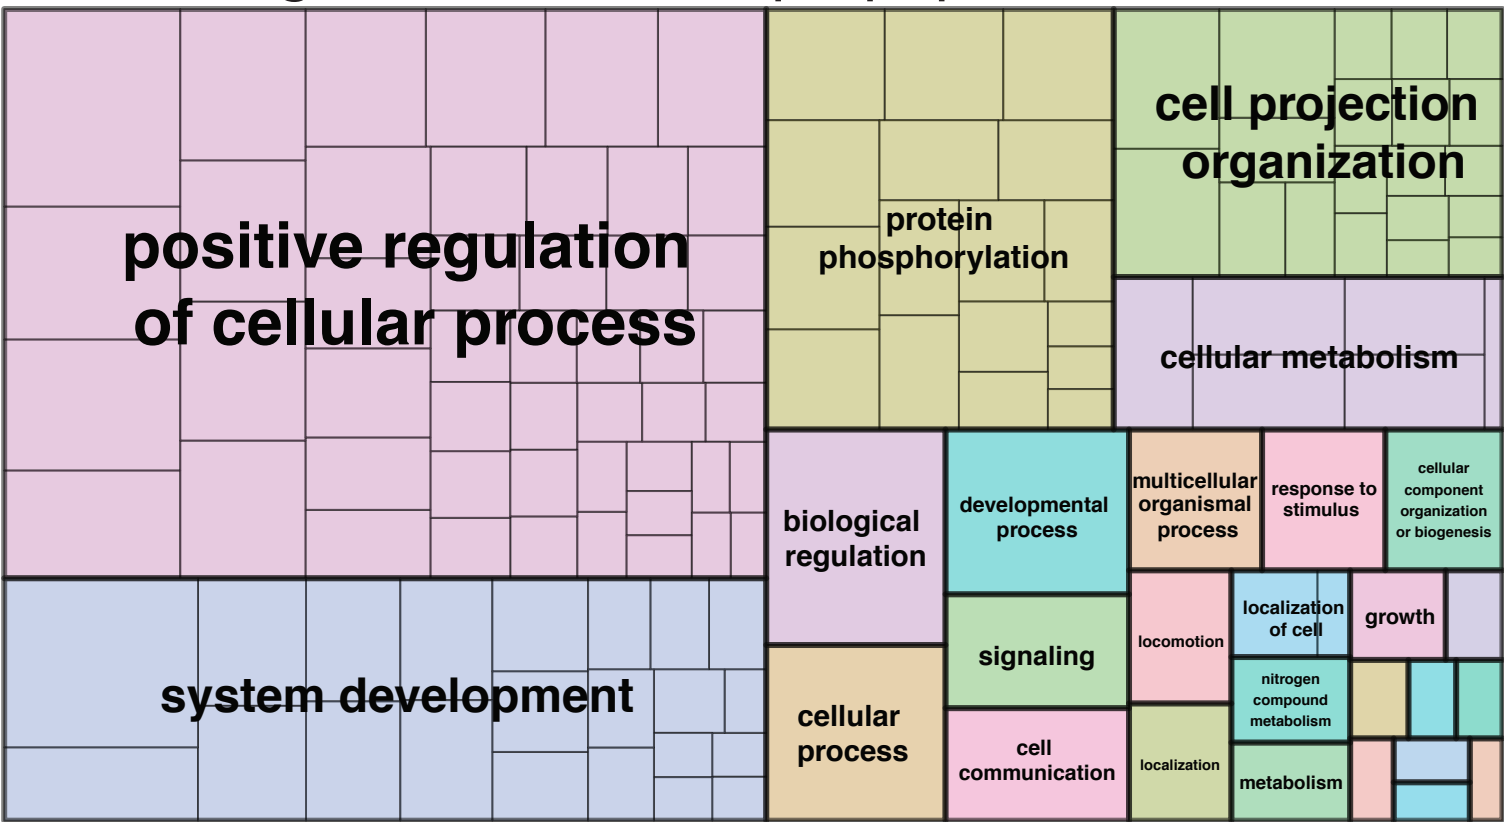 positive regulation
of cellular process
protein
phosphorylation
cell projection
organization
cellular metabolism
biological
regulation
developmental
process
multicellular
organismal
process
response to
stimulus
cellular
component
organization
or biogenesis
system development
signaling
locomotion
localization
of cell
growth
cellular
process
cell
communication
nitrogen
compound
metabolism
localization
metabolism